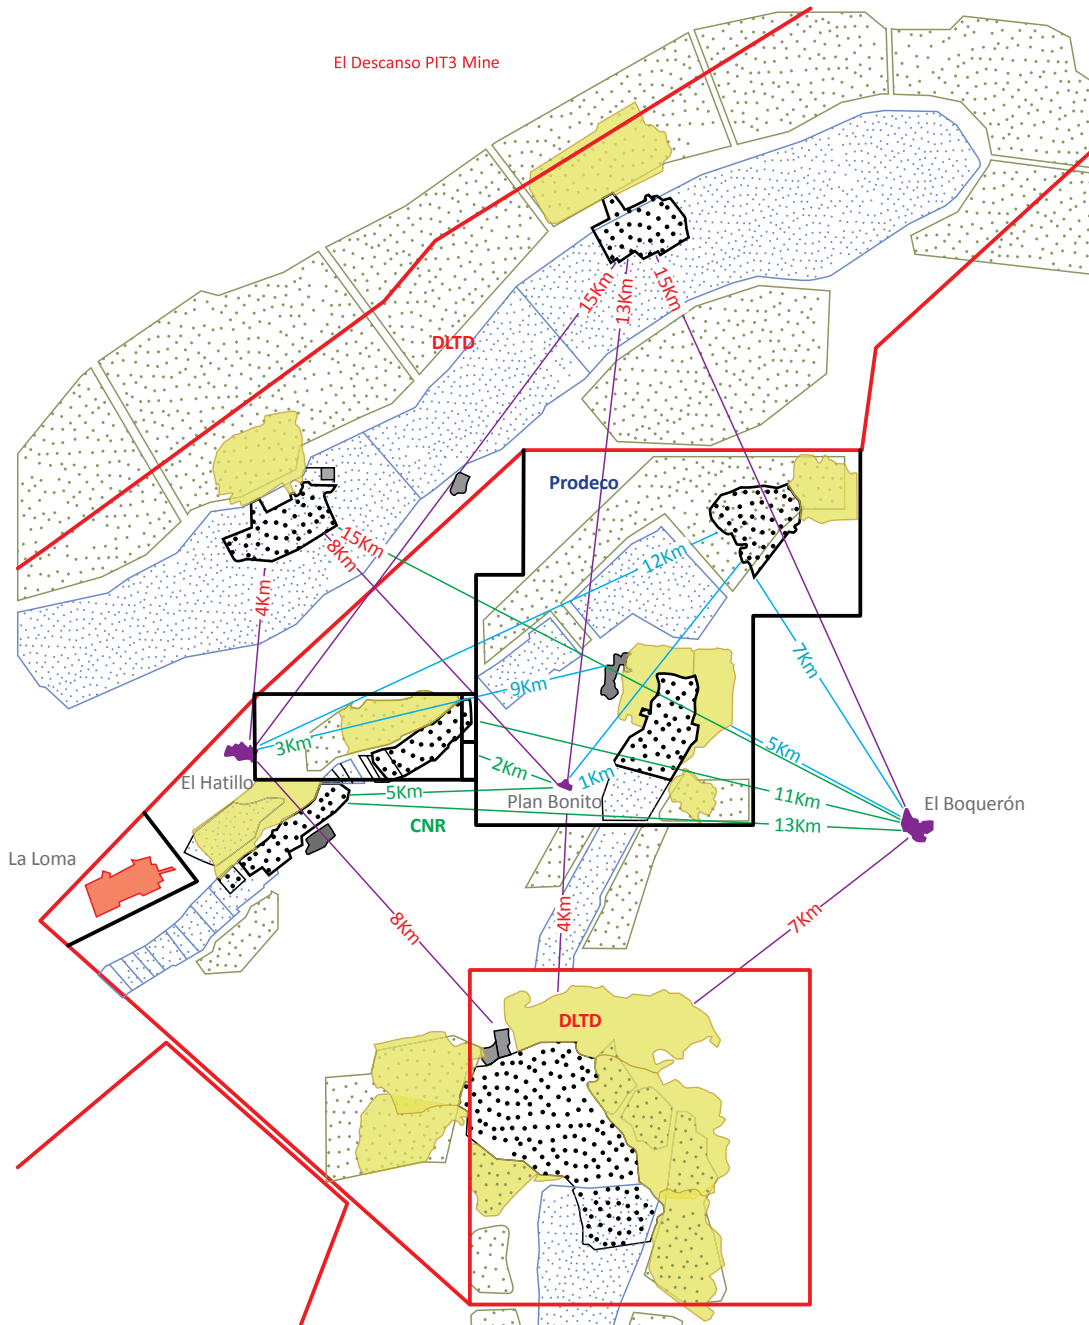 El Descanso PIT3 Mine
15Km
13Km
15Km
DLTD
Prodeco
15Km
8Km
12Km
4Km
7Km
9Km
3Km
5Km
2Km
1Km
El Hatillo
5Km
Plan Bonito
11Km
El Boquerón
CNR
13Km
La Loma
8Km
4Km
7Km
DLTD